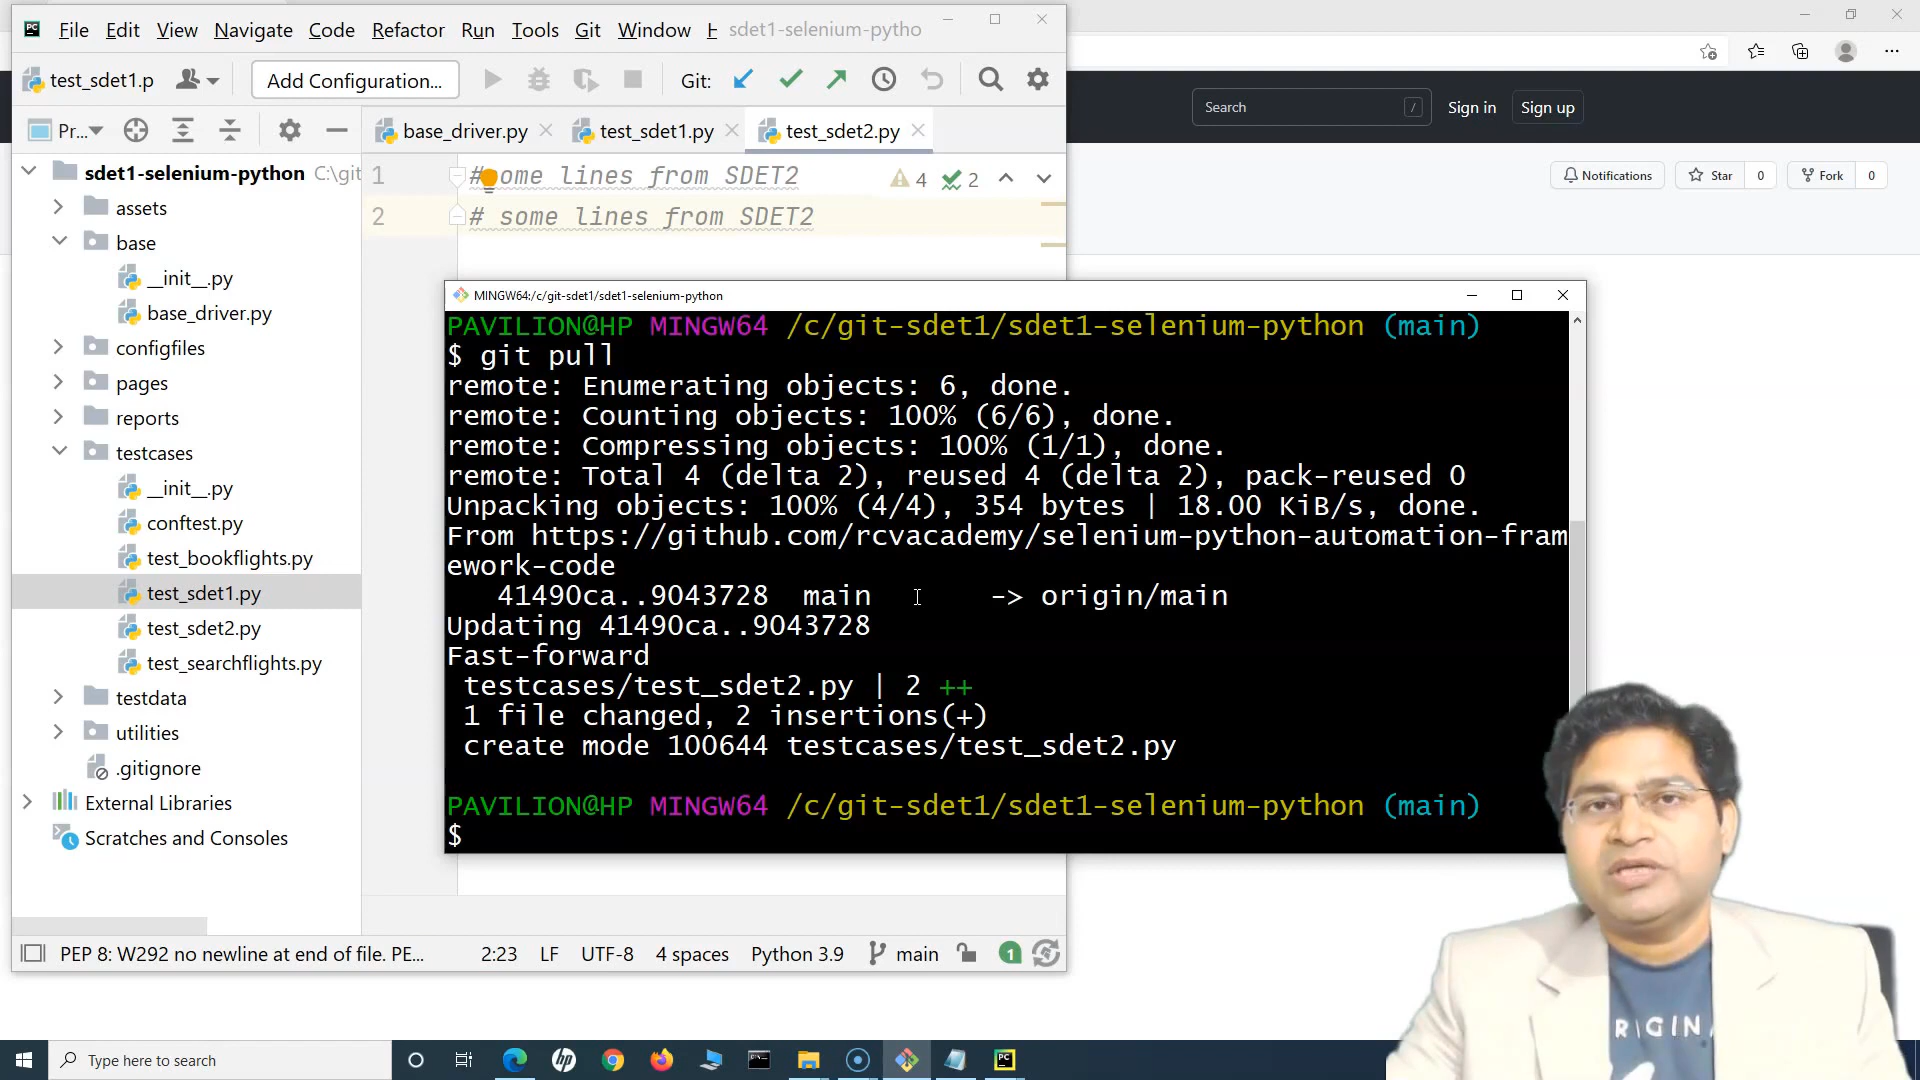 File Edit View Navigate Code Refactor Run Tools Git Window H sdet1-selenium-pytho
test_sdet1.p
Add Configuration...
Git:
Search /
Sign in
Sign up
Pr...
base_driver.py
test_sdet1.py
test_sdet2.py
Notifications
Star 0
Fork 0
sdet1-selenium-python C:\git
assets
base
__init__.py
base_driver.py
configfiles
pages
reports
testcases
__init__.py
conftest.py
test_bookflights.py
test_sdet1.py
test_sdet2.py
test_searchflights.py
testdata
utilities
.gitignore
External Libraries
Scratches and Consoles
1 #some lines from SDET2
4 2
2 # some lines from SDET2
MINGW64:/c/git-sdet1/sdet1-selenium-python
PAVILION@HP MINGW64 /c/git-sdet1/sdet1-selenium-python (main)
$ git pull
remote: Enumerating objects: 6, done.
remote: Counting objects: 100% (6/6), done.
remote: Compressing objects: 100% (1/1), done.
remote: Total 4 (delta 2), reused 4 (delta 2), pack-reused 0
Unpacking objects: 100% (4/4), 354 bytes | 18.00 KiB/s, done.
From https://github.com/rcvacademy/selenium-python-automation-fram
ework-code
41490ca..9043728 main -> origin/main
Updating 41490ca..9043728
Fast-forward
testcases/test_sdet2.py | 2 ++
1 file changed, 2 insertions(+)
create mode 100644 testcases/test_sdet2.py
PAVILION@HP MINGW64 /c/git-sdet1/sdet1-selenium-python (main)
$
PEP 8: W292 no newline at end of file. PE... 2:23 LF UTF-8 4 spaces Python 3.9 main 1
Type here to search